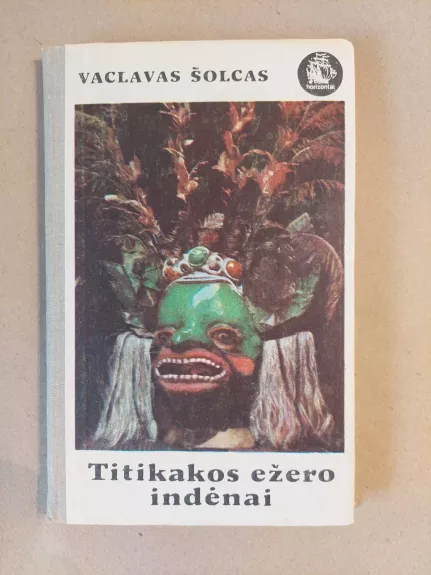 VACLAVAS ŠOLCAS
horizontai
Titikakos ežero
indėnai